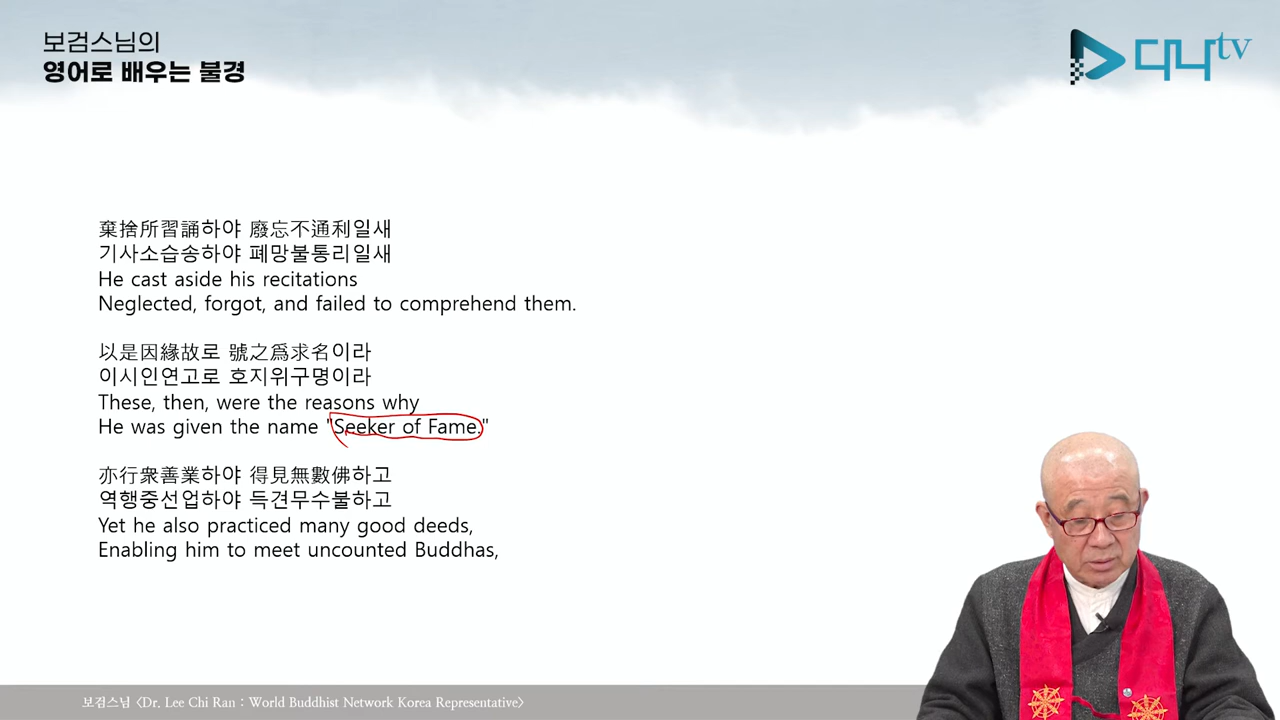 보검스님의
영어로 배우는 불경
디나tv
棄捨所習誦하야 廢忘不通利일새
기사소습송하야 폐망불통리일새
He cast aside his recitations
Neglected, forgot, and failed to comprehend them.
以是因緣故로 號之爲求名이라
이시인연고로 호지위구명이라
These, then, were the reasons why
He was given the name "Seeker of Fame."
亦行衆善業하야 得見無數佛하고
역행중선업하야 득견무수불하고
Yet he also practiced many good deeds,
Enabling him to meet uncounted Buddhas,
보검스님 <Dr. Lee Chi Ran : World Buddhist Network Korea Representative>